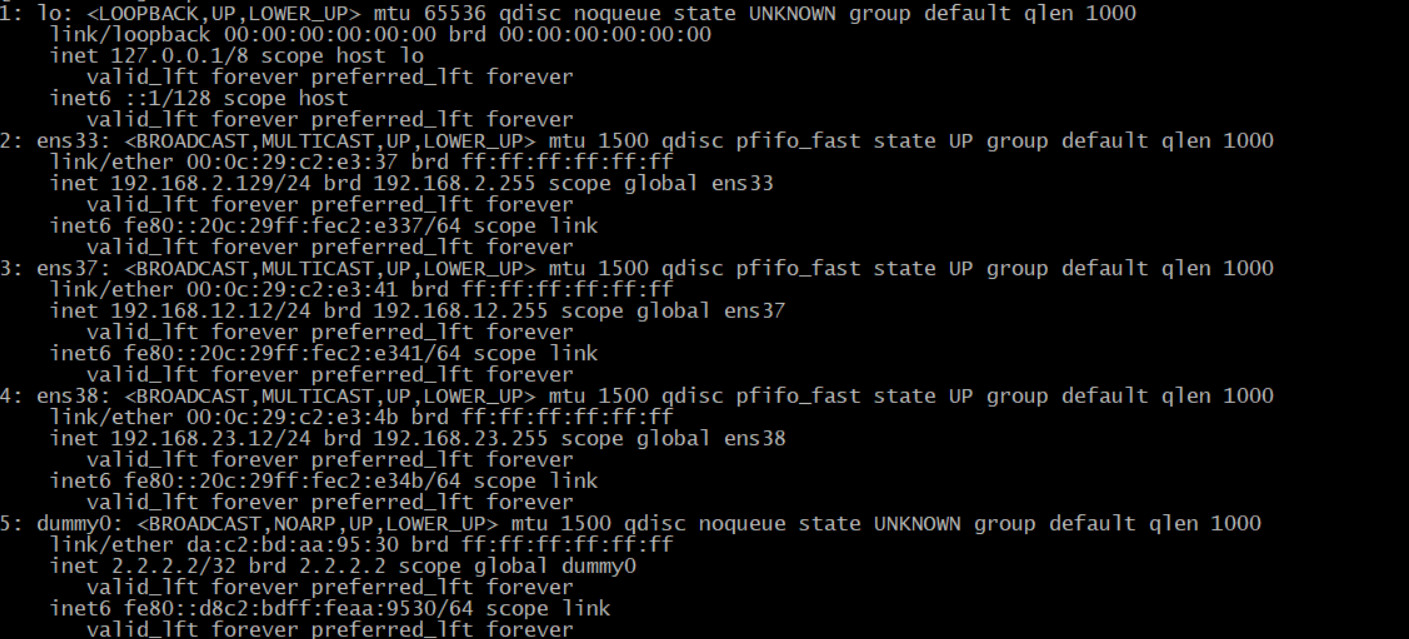 1: lo: <LOOPBACK,UP,LOWER_UP> mtu 65536 qdisc noqueue state UNKNOWN group default qlen 1000
    link/loopback 00:00:00:00:00:00 brd 00:00:00:00:00:00
    inet 127.0.0.1/8 scope host lo
       valid_lft forever preferred_lft forever
    inet6 ::1/128 scope host
       valid_lft forever preferred_lft forever
2: ens33: <BROADCAST,MULTICAST,UP,LOWER_UP> mtu 1500 qdisc pfifo_fast state UP group default qlen 1000
    link/ether 00:0c:29:c2:e3:37 brd ff:ff:ff:ff:ff:ff
    inet 192.168.2.129/24 brd 192.168.2.255 scope global ens33
       valid_lft forever preferred_lft forever
    inet6 fe80::20c:29ff:fec2:e337/64 scope link
       valid_lft forever preferred_lft forever
3: ens37: <BROADCAST,MULTICAST,UP,LOWER_UP> mtu 1500 qdisc pfifo_fast state UP group default qlen 1000
    link/ether 00:0c:29:c2:e3:41 brd ff:ff:ff:ff:ff:ff
    inet 192.168.12.12/24 brd 192.168.12.255 scope global ens37
       valid_lft forever preferred_lft forever
    inet6 fe80::20c:29ff:fec2:e341/64 scope link
       valid_lft forever preferred_lft forever
4: ens38: <BROADCAST,MULTICAST,UP,LOWER_UP> mtu 1500 qdisc pfifo_fast state UP group default qlen 1000
    link/ether 00:0c:29:c2:e3:4b brd ff:ff:ff:ff:ff:ff
    inet 192.168.23.12/24 brd 192.168.23.255 scope global ens38
       valid_lft forever preferred_lft forever
    inet6 fe80::20c:29ff:fec2:e34b/64 scope link
       valid_lft forever preferred_lft forever
5: dummy0: <BROADCAST,NOARP,UP,LOWER_UP> mtu 1500 qdisc noqueue state UNKNOWN group default qlen 1000
    link/ether da:c2:bd:aa:95:30 brd ff:ff:ff:ff:ff:ff
    inet 2.2.2.2/32 brd 2.2.2.2 scope global dummy0
       valid_lft forever preferred_lft forever
    inet6 fe80::d8c2:bdff:feaa:9530/64 scope link
       valid_lft forever preferred_lft forever